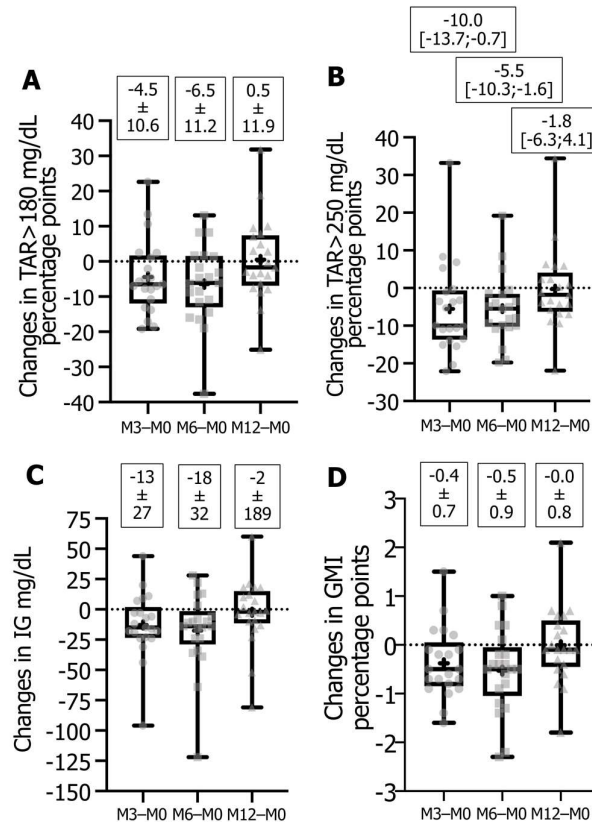 -10.0
[-13.7;-0.7]
A
-4.5
±
10.6
-6.5
±
11.2
0.5
±
11.9
B
-5.5
[-10.3;-1.6]
-1.8
[-6.3;4.1]
Changes in TAR>180 mg/dL
percentage points
40
30
20
10
0
-10
-20
-30
-40
M3–M0
M6–M0
M12–M0
Changes in TAR>250 mg/dL
percentage points
40
30
20
10
0
-10
-20
-30
M3–M0
M6–M0
M12–M0
C
-13
±
27
-18
±
32
-2
±
189
D
-0.4
±
0.7
-0.5
±
0.9
-0.0
±
0.8
Changes in IG mg/dL
75
50
25
0
-25
-50
-75
-100
-125
-150
M3–M0
M6–M0
M12–M0
Changes in GMI
percentage points
3
2
1
0
-1
-2
-3
M3–M0
M6–M0
M12–M0